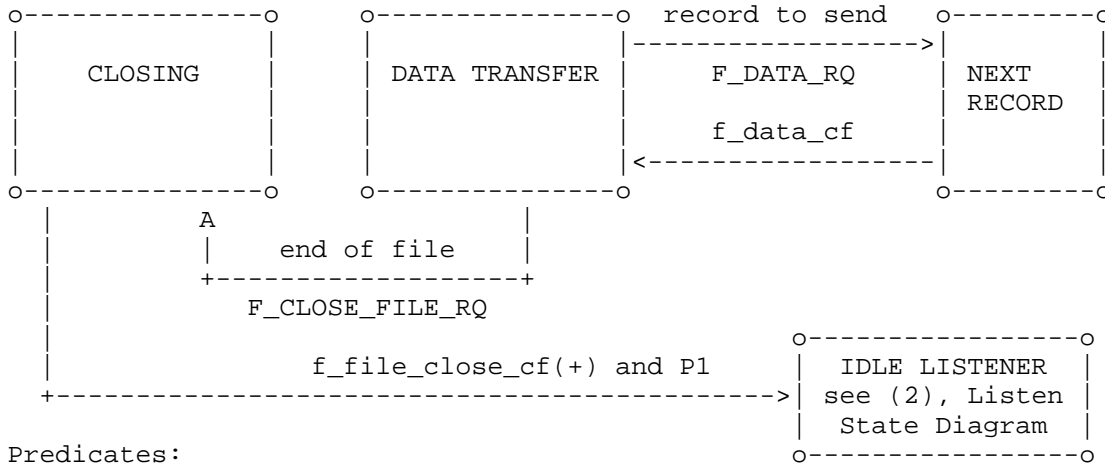 record to send
CLOSING DATA TRANSFER F_DATA_RQ NEXT
RECORD
f_data_cf
A
end of file
F_CLOSE_FILE_RQ
f_file_close_cf(+) and P1 IDLE LISTENER
see (2), Listen
State Diagram
Predicates: